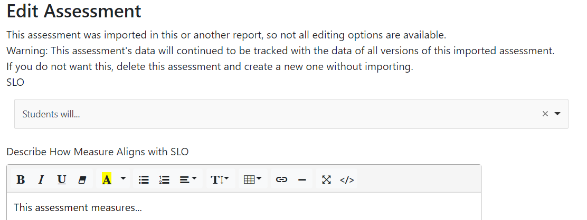 Edit Assessment
This assessment was imported in this or another report, so not all editing options are available.
Warning: This assessment's data will continued to be tracked with the data of all versions of this imported assessment.
If you do not want this, delete this assessment and create a new one without importing.
SLO
Students will...
Describe How Measure Aligns with SLO
B I U A T </>
This assessment measures...